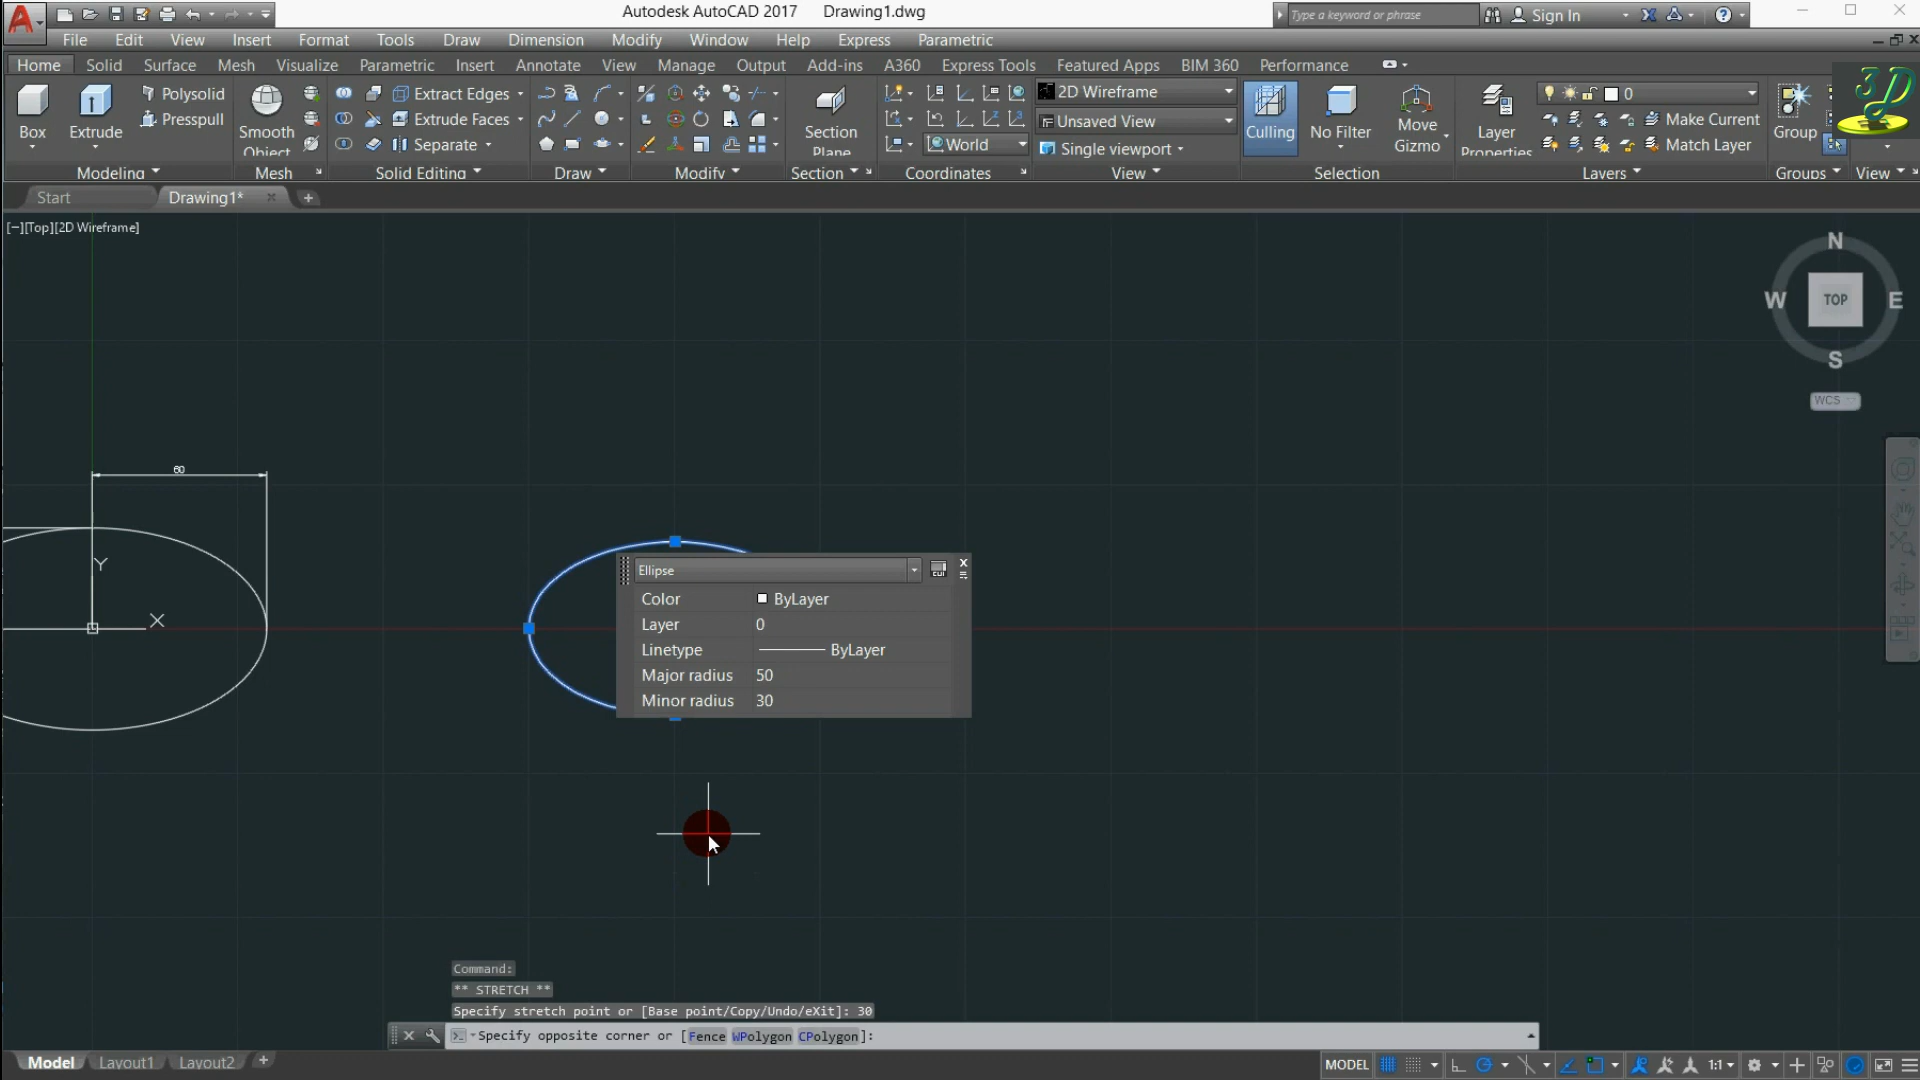 Autodesk AutoCAD 2017 Drawing1.dwg
Type a keyword or phrase
Sign In
File Edit View Insert Format Tools Draw Dimension Modify Window Help Express Parametric
Home Solid Surface Mesh Visualize Parametric Insert Annotate View Manage Output Add-ins A360 Express Tools Featured Apps BIM 360 Performance
3D
Polysolid
Extract Edges
2D Wireframe
0
Presspull
Extrude Faces
Unsaved View
Make Current
Box
Extrude
Smooth
Object
Separate
Section
Plane
World
Single viewport
Culling
No Filter
Move
Gizmo
Layer
Properties
Match Layer
Group
Modeling Mesh Solid Editing Draw Modify Section Coordinates View Selection Layers Groups View
Start Drawing1*
[−][Top][2D Wireframe]
N
W TOP E
S
WCS
60
Y
X
Ellipse
CUI
Color ByLayer
Layer 0
Linetype ByLayer
Major radius 50
Minor radius 30
Command:
** STRETCH **
Specify stretch point or [Base point/Copy/Undo/eXit]: 30
Specify opposite corner or [Fence WPolygon CPolygon]:
Model Layout1 Layout2 +
MODEL 1:1